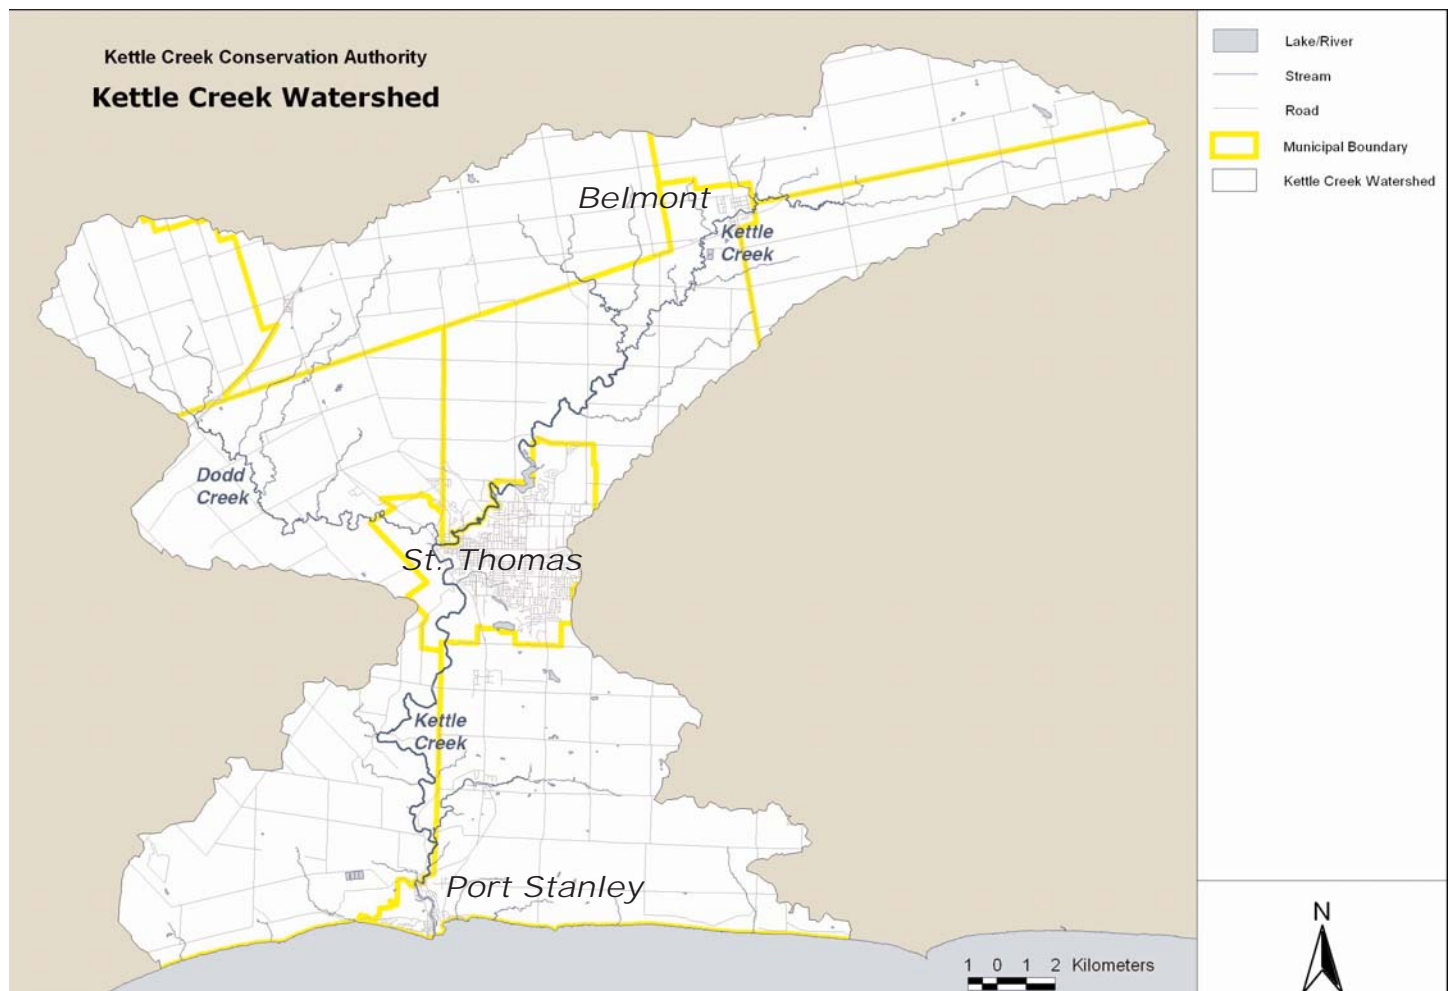 Kettle Creek Conservation Authority
Kettle Creek Watershed
Lake/River
Stream
Road
Municipal Boundary
Kettle Creek Watershed
Belmont
Kettle
Creek
Dodd
Creek
St. Thomas
Kettle
Creek
Port Stanley
N
1 0 1 2 Kilometers